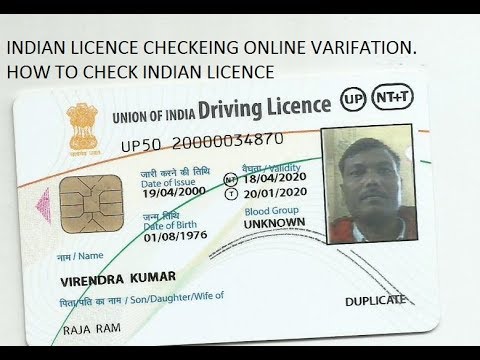 INDIAN LICENCE CHECKEING ONLINE VARIFATION.
HOW TO CHECK INDIAN LICENCE
UNION OF INDIA Driving Licence UP NT+T
UP50 20000034870
जारी करने की तिथि वैधता/Validity
Date of Issue NT 18/04/2020
19/04/2000 T 20/01/2020
जन्म तिथि
Date of Birth Blood Group
01/08/1976 UNKNOWN
नाम / Name
VIRENDRA KUMAR
पिता/पति का नाम / Son/Daughter/Wife of
RAJA RAM DUPLICATE